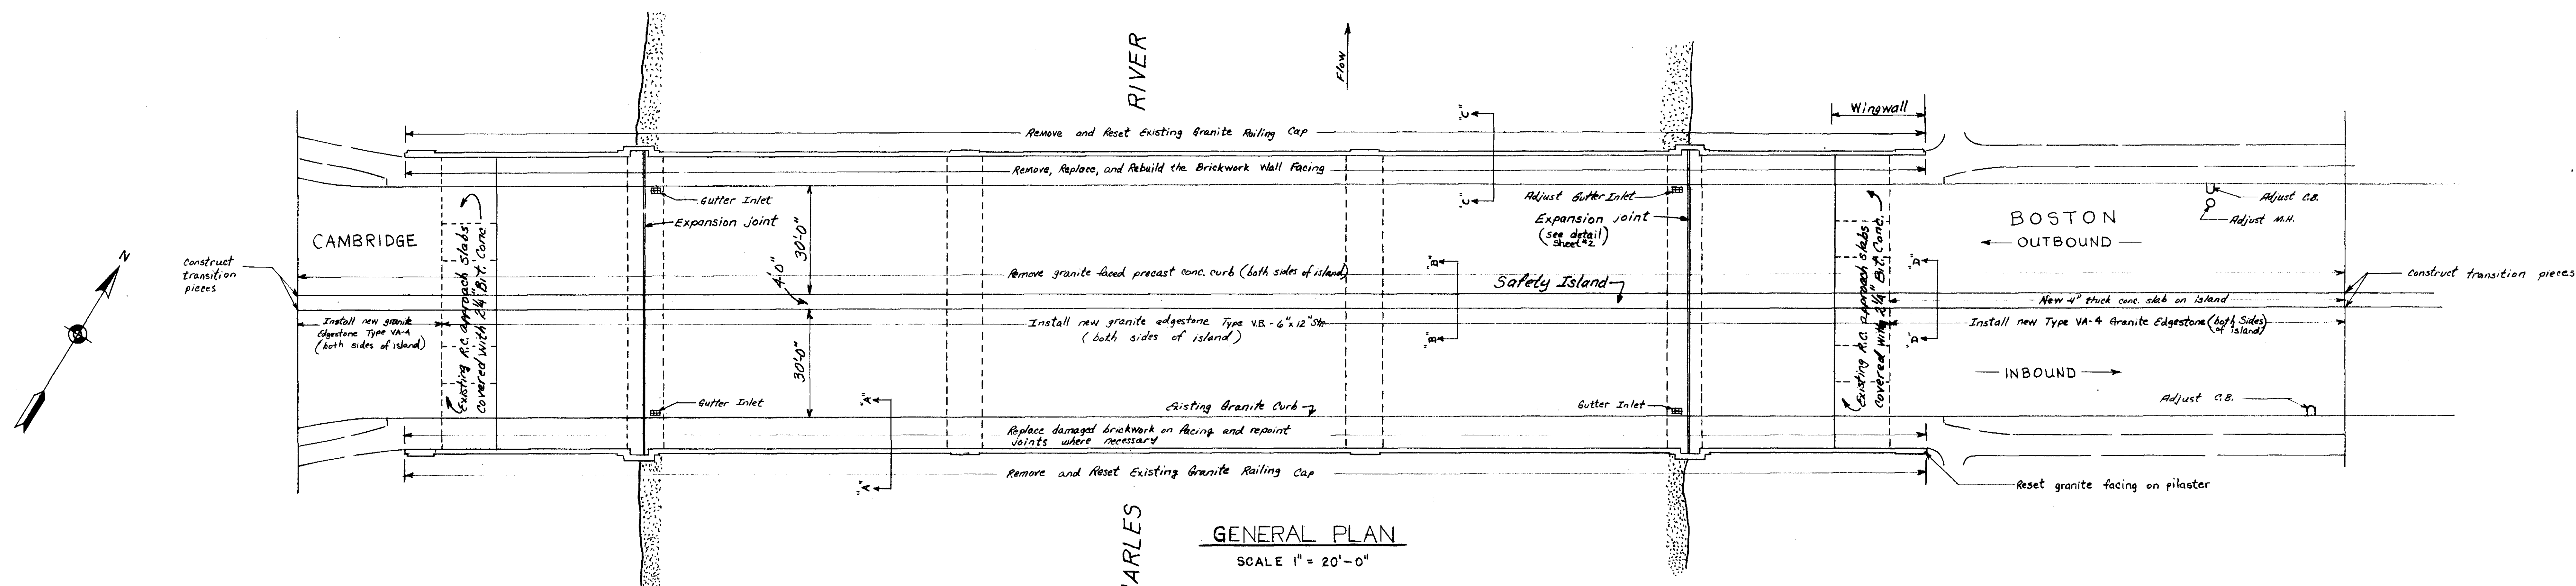 RIVER
Flow
Wingwall
"C"
Remove and Reset Existing Granite Railing Cap
Remove, Replace, and Rebuild the Brickwork Wall Facing
"C"
Gutter Inlet
Adjust Gutter Inlet
Adjust C.B.
Adjust M.H.
Expansion joint
Expansion joint
(see detail)
Sheet #2
BOSTON
OUTBOUND
CAMBRIDGE
30'-0"
4'-0"
N
Construct
transition
pieces
Existing R.C. approach slabs
covered with 2 1/4" Bit. Conc.
Remove granite faced precast conc. curb (both sides of island)
"B"
Safety Island
Existing R.C. approach slabs
covered with 2 1/4" Bit. Conc.
"D"
construct transition pieces
New 4" thick conc. slab on island
Install new granite
Edgestone Type VA-4
(both sides of island)
Install new granite edgestone Type V.B. - 6" x 12" Str.
(both sides of island)
"B"
"D"
Install new Type VA-4 Granite Edgestone (both Sides
of island)
30'-0"
INBOUND
Gutter Inlet
"A"
Existing Granite Curb
Gutter Inlet
Adjust C.B.
Replace damaged brickwork on facing and repoint
joints where necessary
Remove and Reset Existing Granite Railing Cap
"A"
Reset granite facing on pilaster
ARLES
GENERAL PLAN
SCALE 1" = 20'-0"